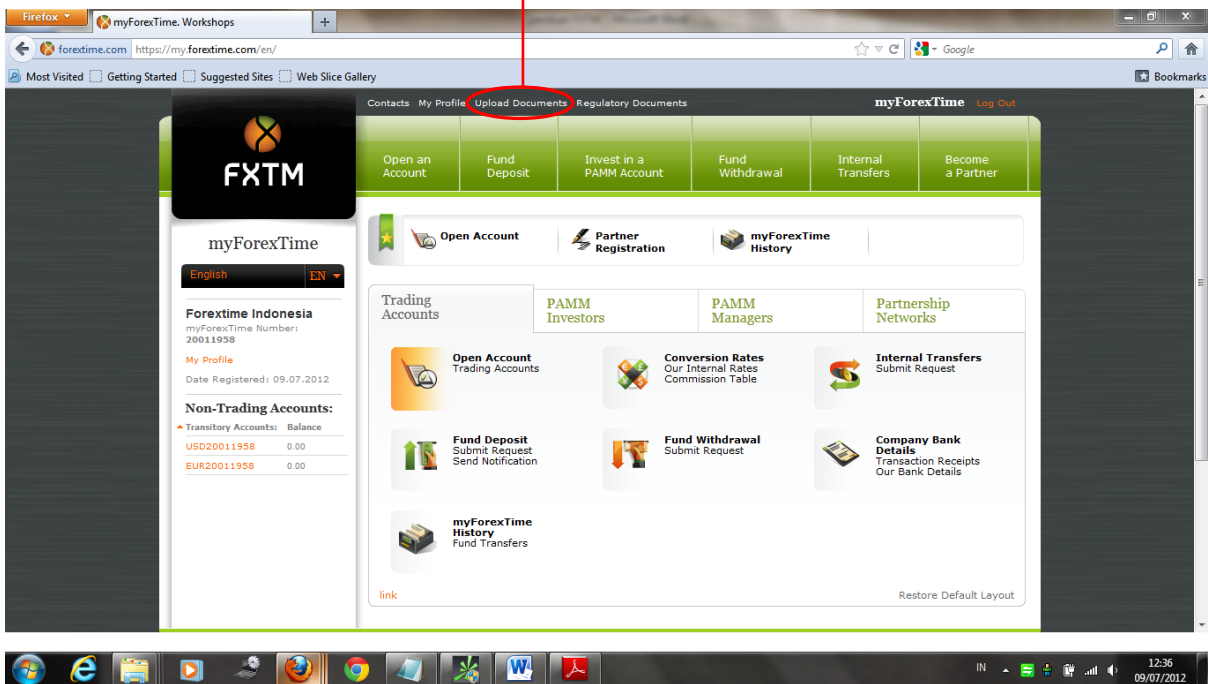 Firefox
myForexTime. Workshops
+
forextime.com https://my.forextime.com/en/
Google
Most Visited Getting Started Suggested Sites Web Slice Gallery
Bookmarks
Contacts My Profile Upload Documents Regulatory Documents
myForexTime Log Out
FXTM
Open an
Account
Fund
Deposit
Invest in a
PAMM Account
Fund
Withdrawal
Internal
Transfers
Become
a Partner
myForexTime
English EN
Forextime Indonesia
myForexTime Number:
20011958
My Profile
Date Registered: 09.07.2012
Non-Trading Accounts:
Transitory Accounts: Balance
USD20011958 0.00
EUR20011958 0.00
Open Account
Partner
Registration
myForexTime
History
Trading
Accounts
PAMM
Investors
PAMM
Managers
Partnership
Networks
Open Account
Trading Accounts
Conversion Rates
Our Internal Rates
Commission Table
Internal Transfers
Submit
Request
Fund Deposit
Submit Request
Send Notification
Fund Withdrawal
Submit Request
Company Bank
Details
Transaction Receipts
Our Bank Details
myForexTime
History
Fund Transfers
link
Restore Default Layout
IN
12:36
09/07/2012